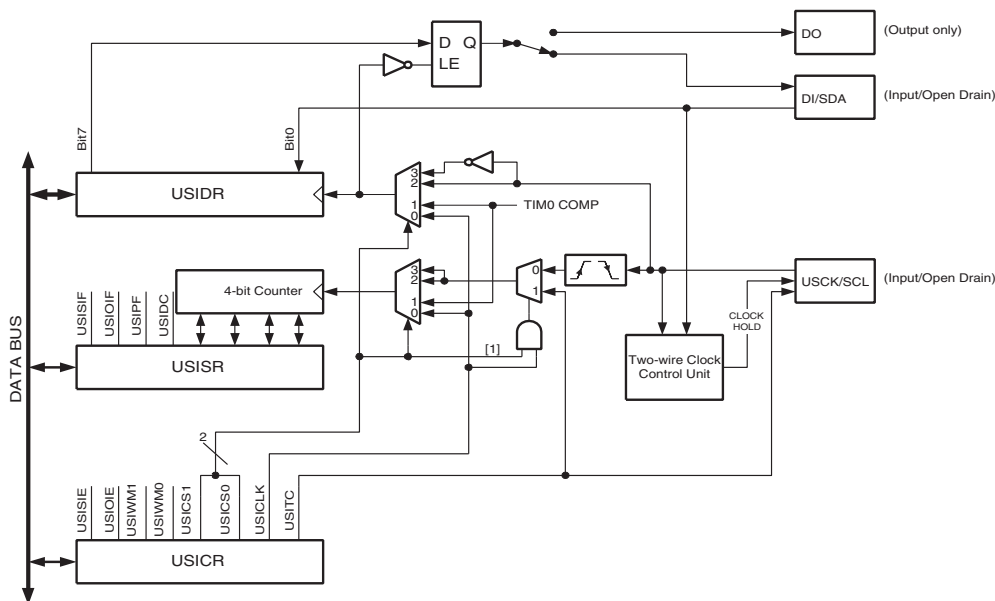 D Q
LE
DO
(Output only)
DI/SDA
(Input/Open Drain)
Bit7
Bit0
USIDR
3
2
1
0
TIM0 COMP
DATA BUS
4-bit Counter
USISIF
USIOIF
USIPF
USIDC
USISR
3
2
1
0
0
1
[1]
USCK/SCL
(Input/Open Drain)
CLOCK
HOLD
Two-wire Clock
Control Unit
2
USISIE
USIOIE
USIWM1
USIWM0
USICS1
USICS0
USICLK
USITC
USICR